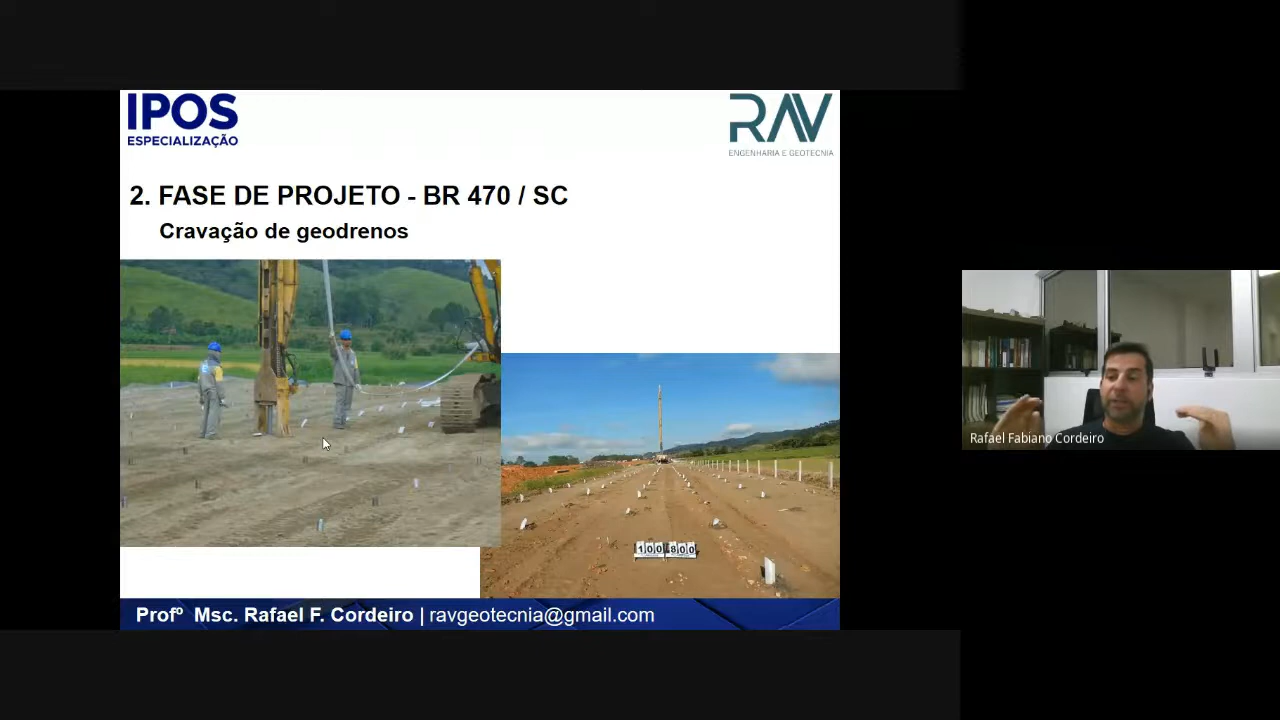 IPOS
ESPECIALIZAÇÃO
RAV
ENGENHARIA E GEOTECNIA
2. FASE DE PROJETO - BR 470 / SC
Cravação de geodrenos
100 800
Profº Msc. Rafael F. Cordeiro | ravgeotecnia@gmail.com
Rafael Fabiano Cordeiro